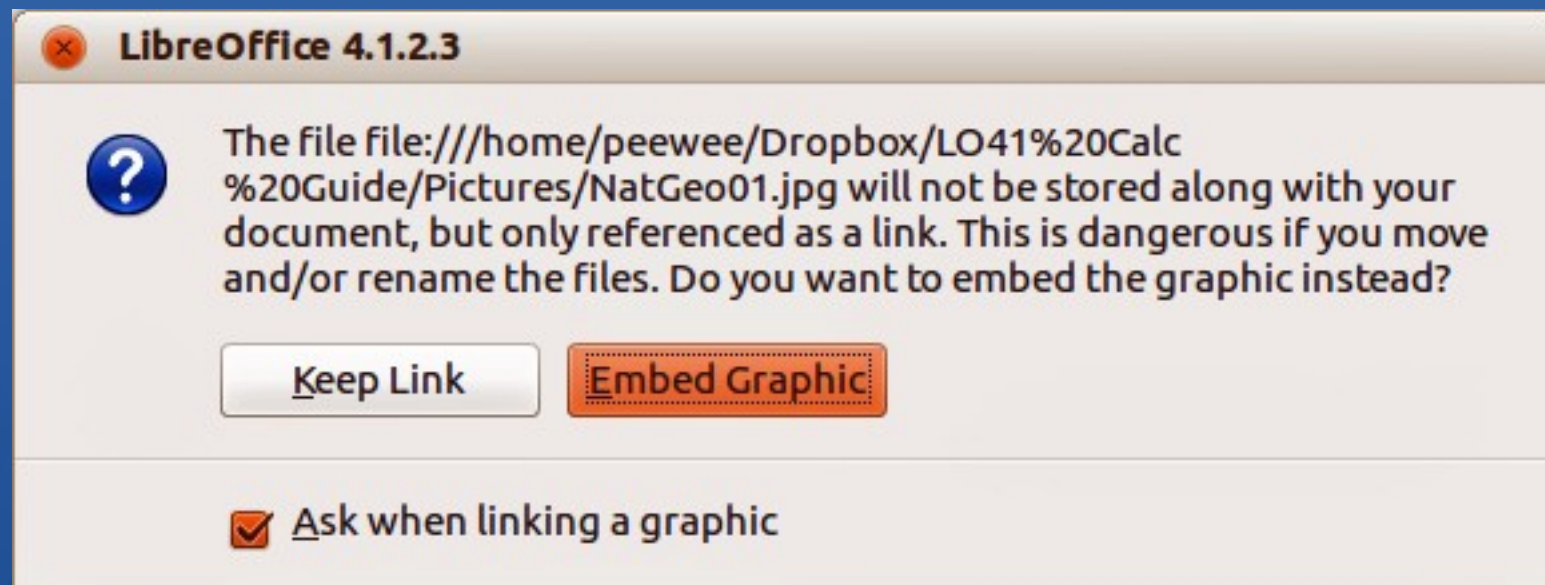 LibreOffice 4.1.2.3
The file file:///home/peewee/Dropbox/LO41%20Calc
%20Guide/Pictures/NatGeo01.jpg will not be stored along with your
document, but only referenced as a link. This is dangerous if you move
and/or rename the files. Do you want to embed the graphic instead?
Keep Link Embed Graphic
Ask when linking a graphic